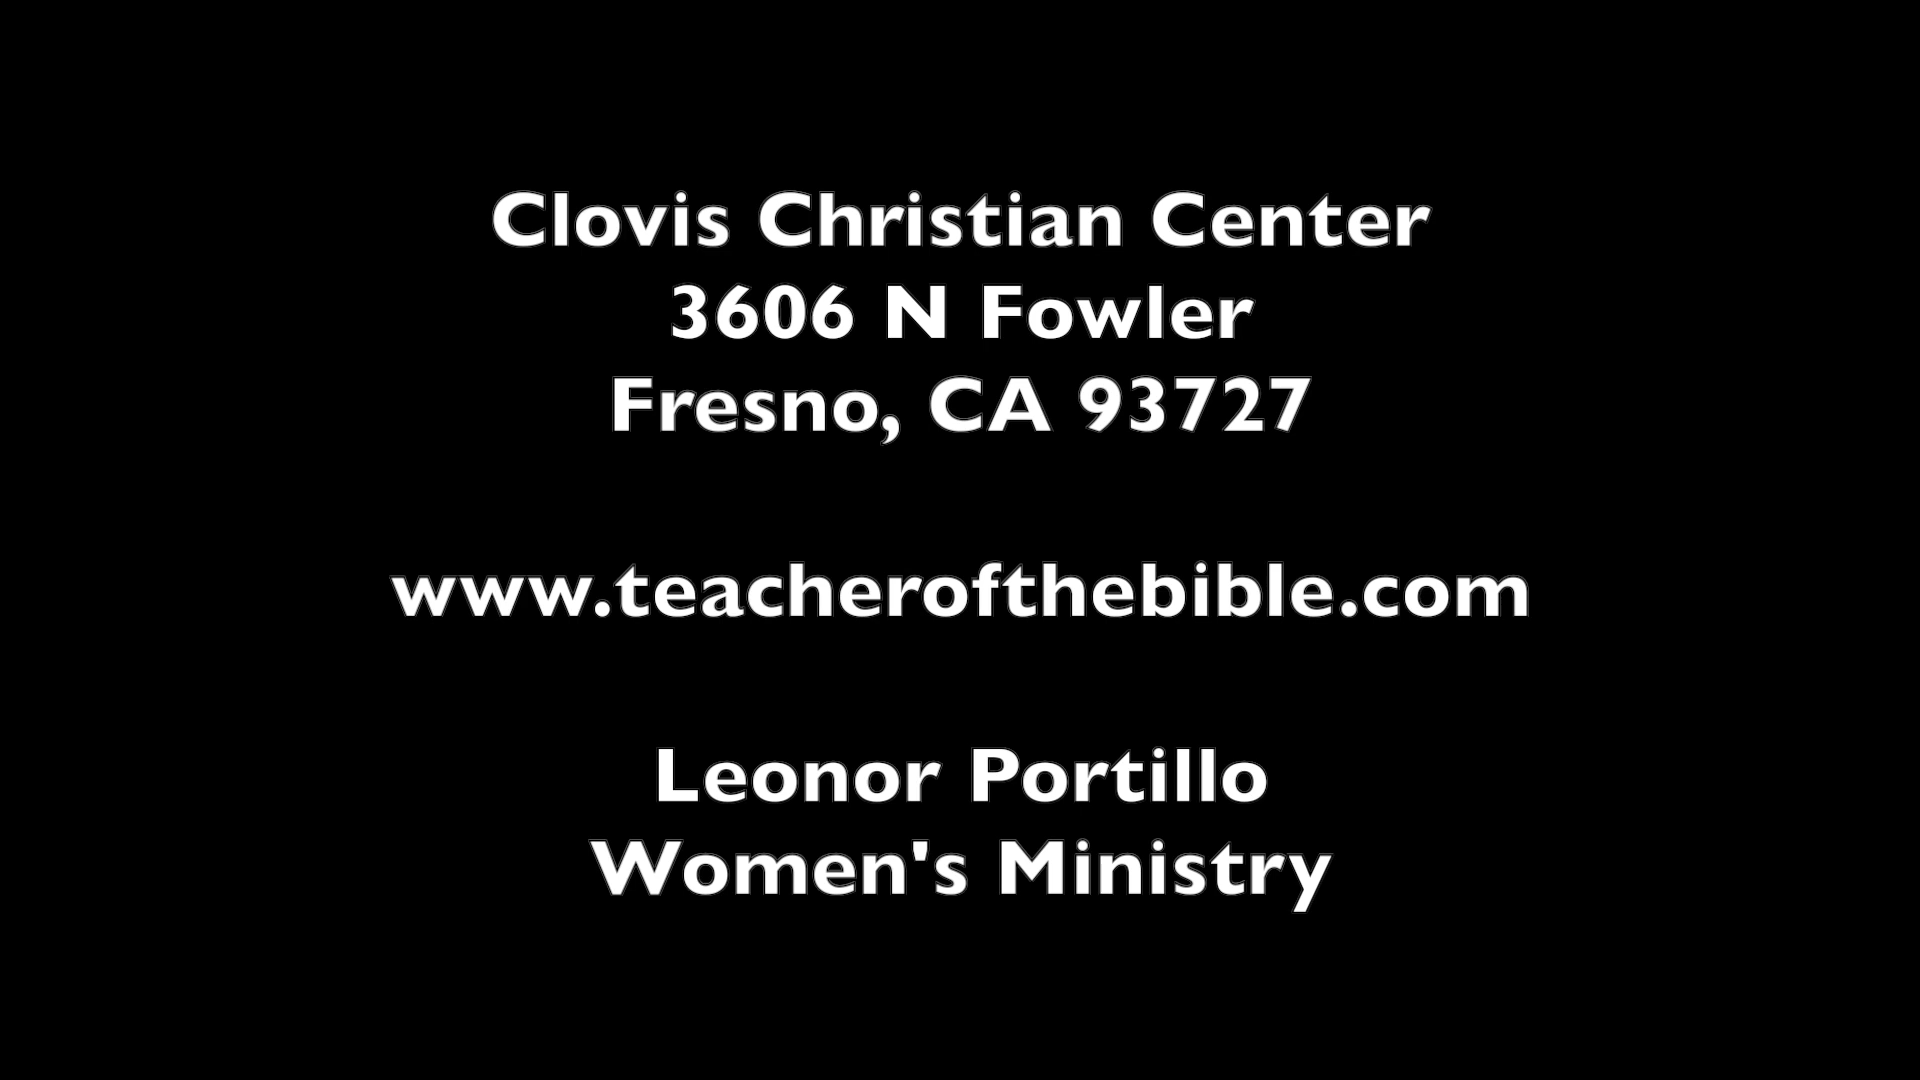 Clovis Christian Center
3606 N Fowler
Fresno, CA 93727
www.teacherofthebible.com
Leonor Portillo
Women's Ministry